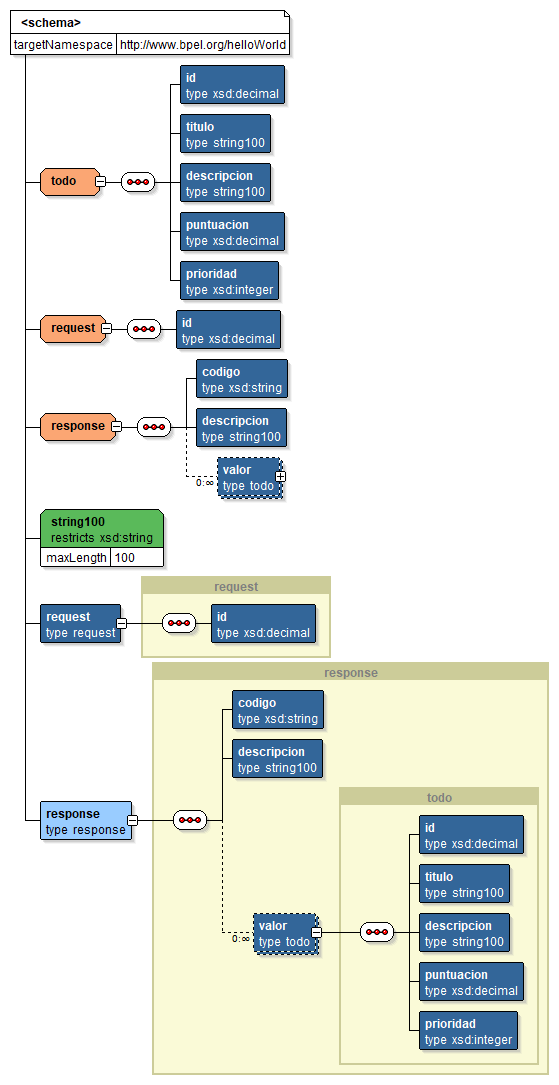 <schema>
targetNamespace http://www.bpel.org/helloWorld
id
type xsd:decimal
titulo
type string100
todo
descripcion
type string100
puntuacion
type xsd:decimal
prioridad
type xsd:integer
request
id
type xsd:decimal
codigo
type xsd:string
response
descripcion
type string100
valor
type todo
0:∞
string100
restricts xsd:string
maxLength 100
request
request
type request
id
type xsd:decimal
response
codigo
type xsd:string
descripcion
type string100
response
type response
todo
id
type xsd:decimal
titulo
type string100
valor
type todo
0:∞
descripcion
type string100
puntuacion
type xsd:decimal
prioridad
type xsd:integer